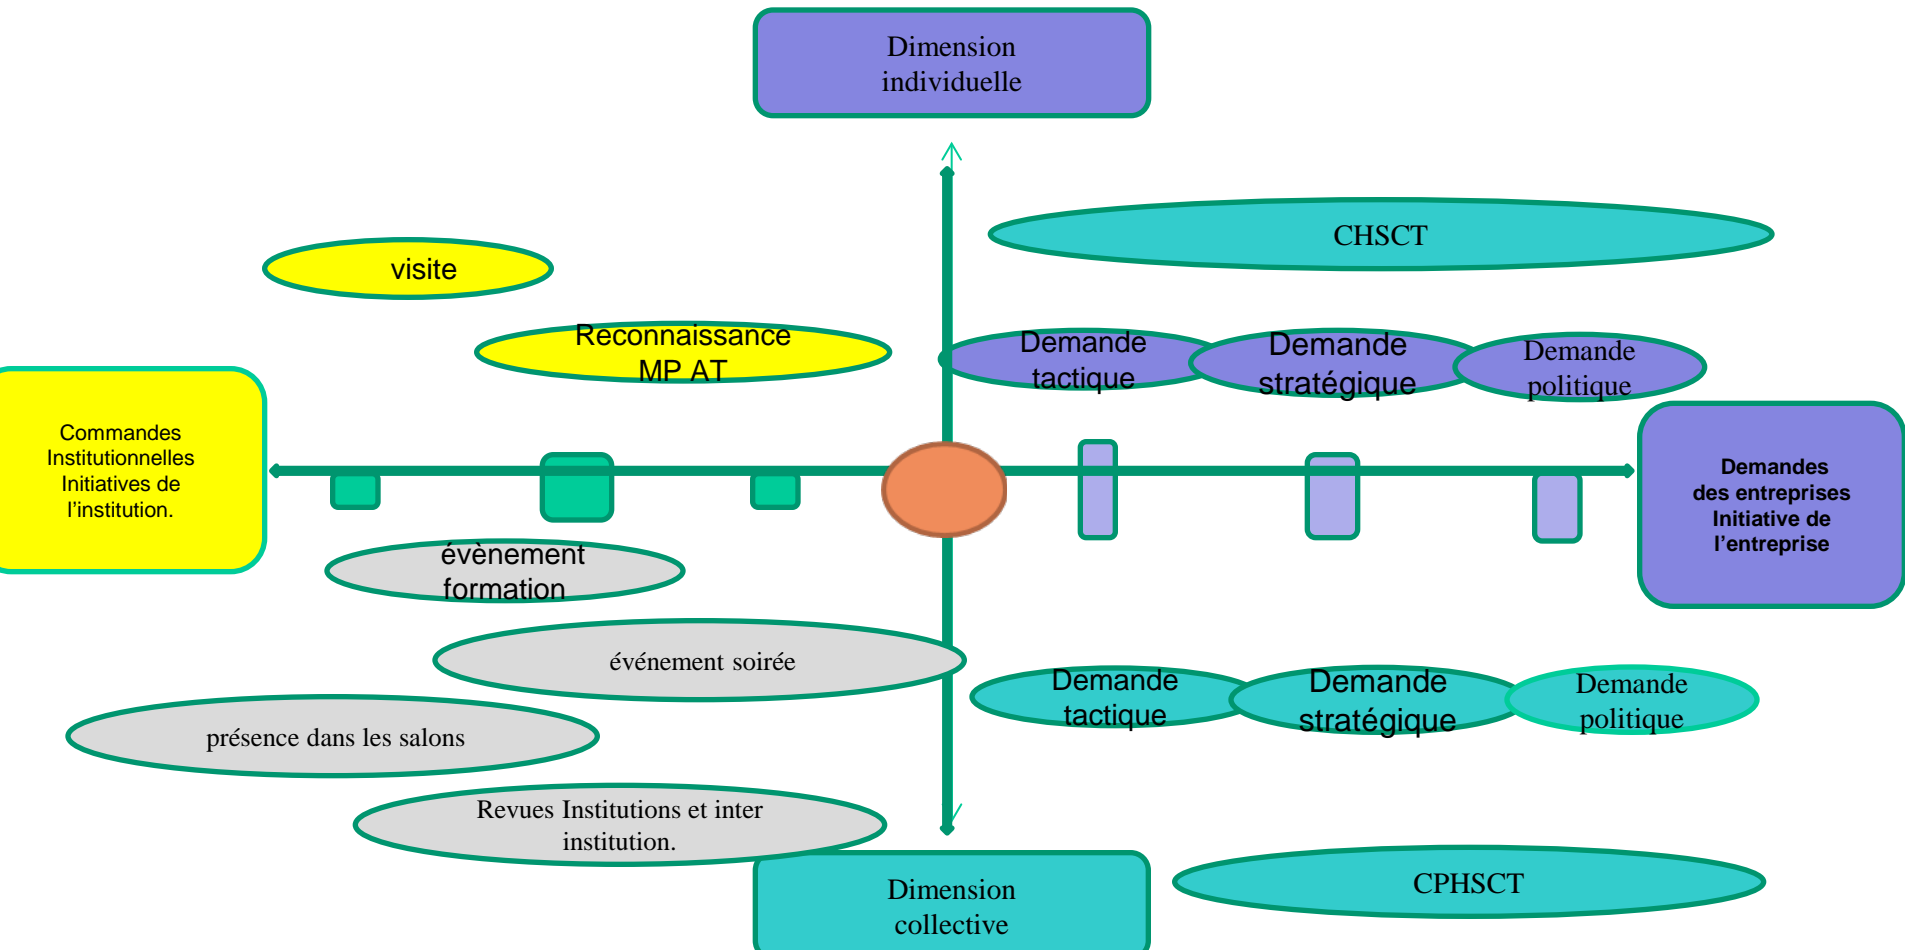 Dimension
individuelle
CHSCT
visite
Reconnaissance
MP AT
Demande
tactique
Demande
stratégique
Demande
politique
Commandes
Institutionnelles
Initiatives de
l’institution.
Demandes
des entreprises
Initiative de
l’entreprise
évènement
formation
événement soirée
Demande
tactique
Demande
stratégique
Demande
politique
présence dans les salons
Revues Institutions et inter
institution.
Dimension
collective
CPHSCT